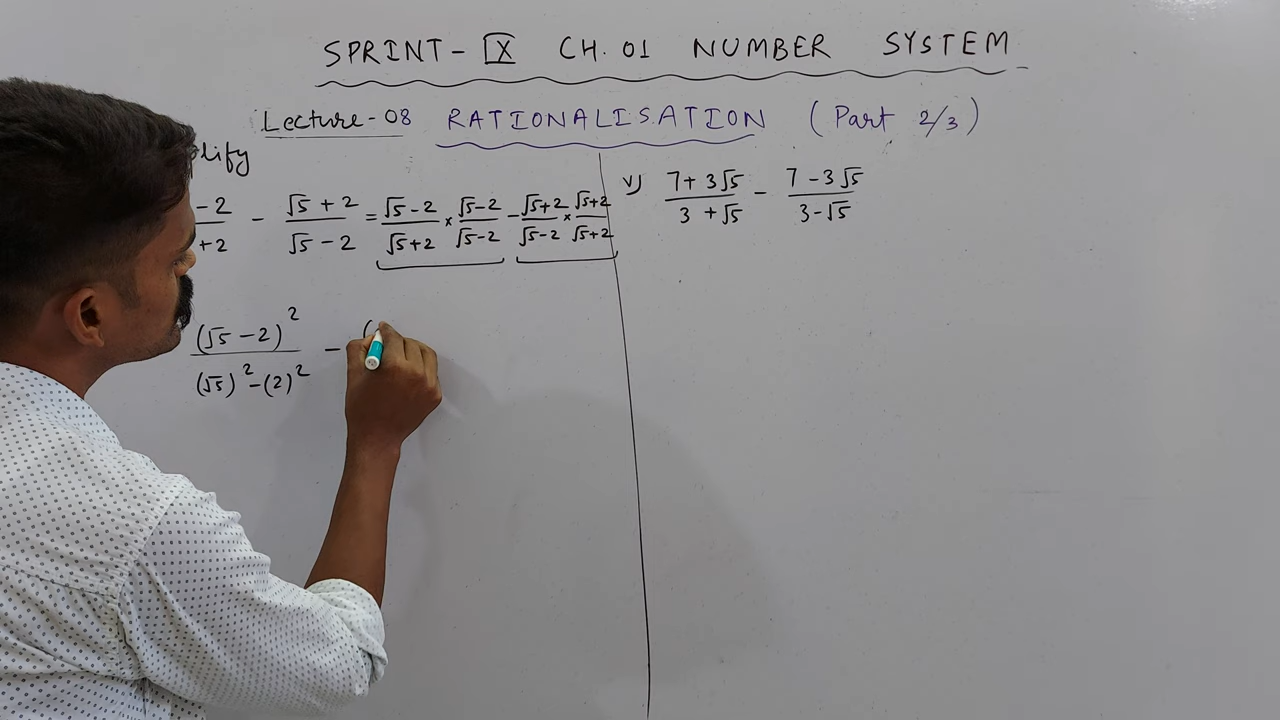 SPRINT - IX CH. 01 NUMBER SYSTEM
Lecture - 08 RATIONALISATION (Part 2/3)
- 2 / + 2 - √5 + 2 / √5 - 2 = √5 - 2 / √5 + 2 × √5 - 2 / √5 - 2 - √5 + 2 / √5 - 2 × √5 + 2 / √5 + 2
(√5 - 2)² / (√5)² - (2)² - (
v) 7 + 3√5 / 3 + √5 - 7 - 3√5 / 3 - √5